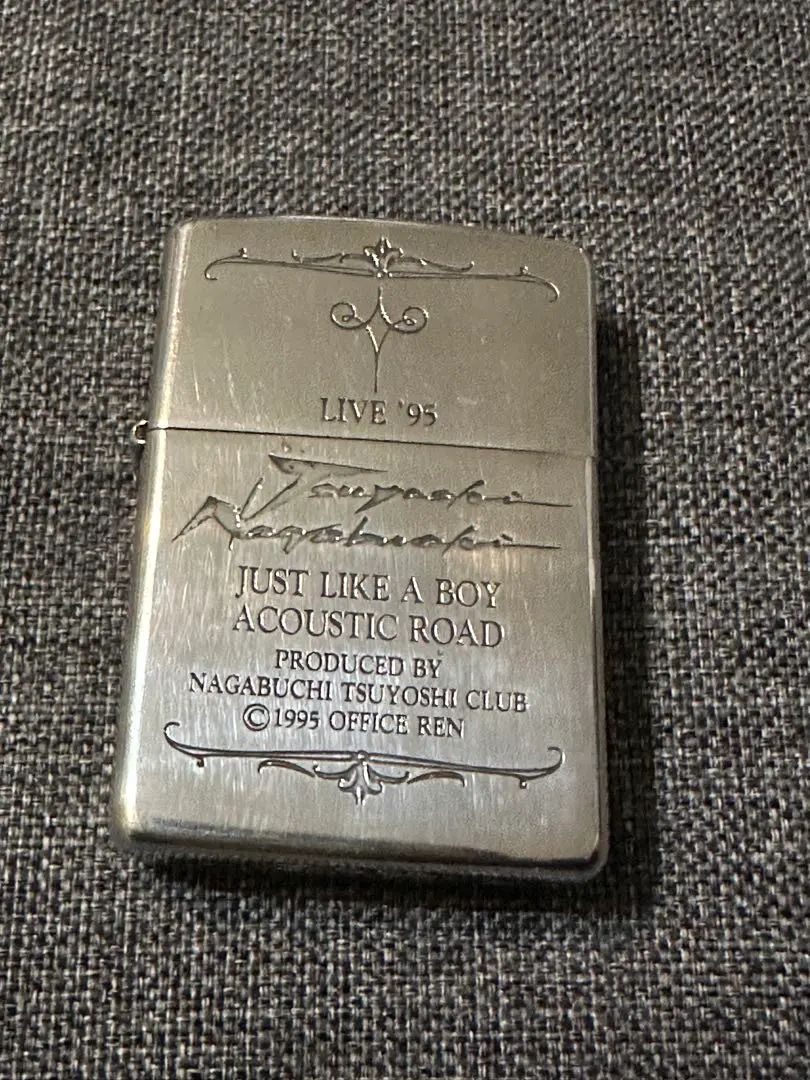 LIVE '95
Tsuyoshi
Nagabuchi
JUST LIKE A BOY
ACOUSTIC ROAD
PRODUCED BY
NAGABUCHI TSUYOSHI CLUB
©1995 OFFICE REN